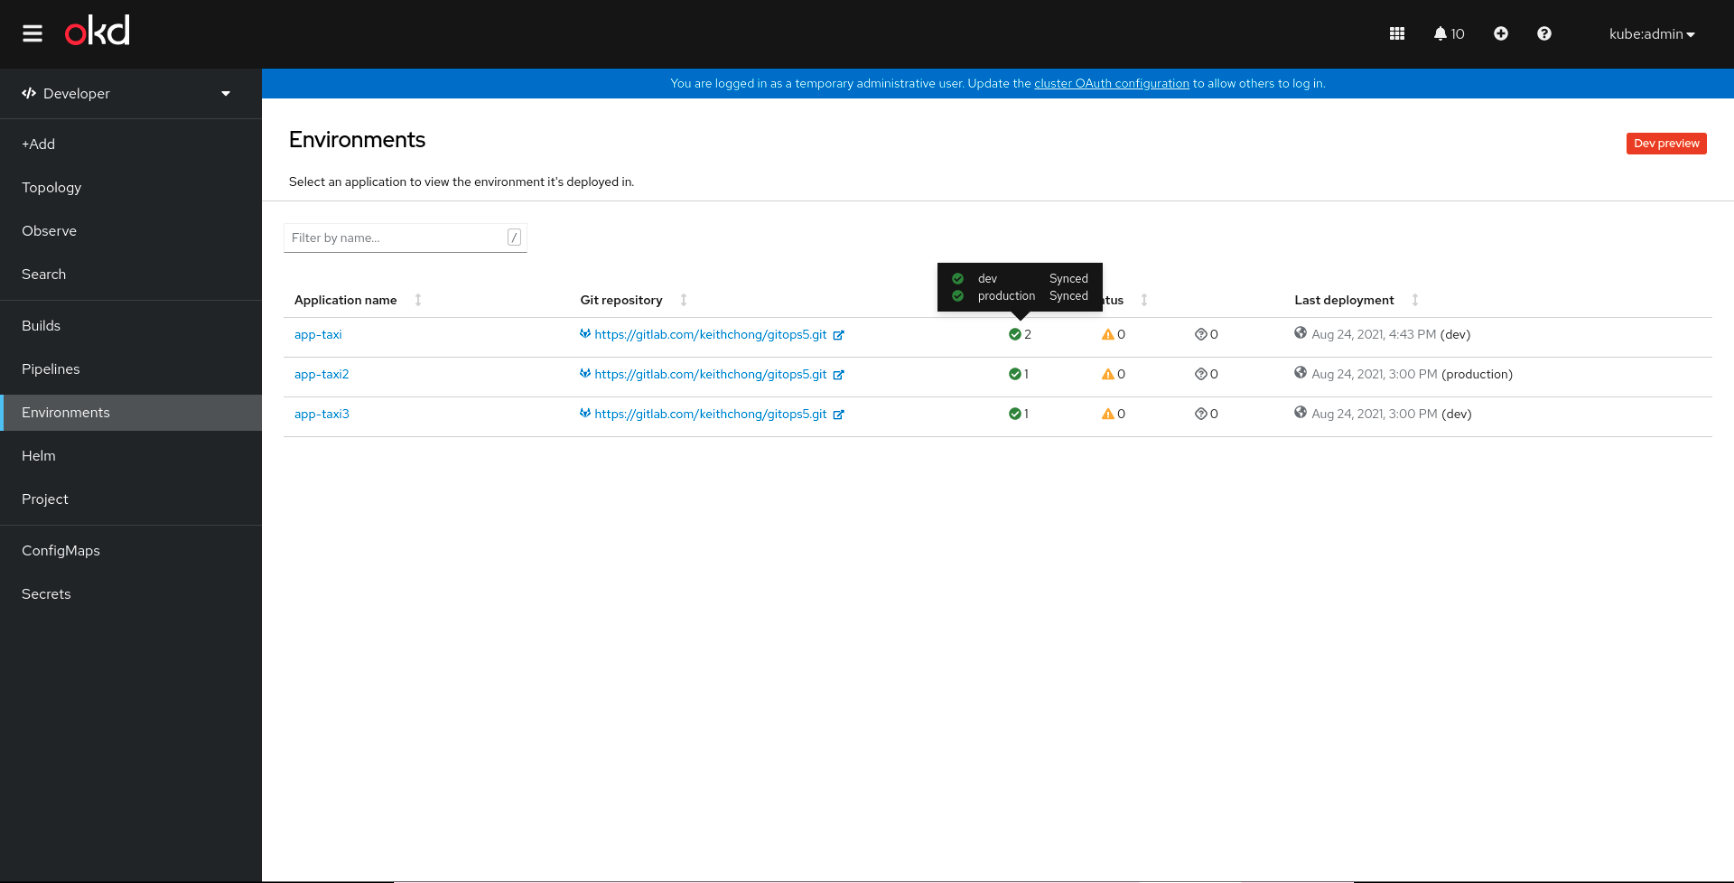 okd
10
kube:admin
Developer
You are logged in as a temporary administrative user. Update the cluster OAuth configuration to allow others to log in.
+Add
Topology
Observe
Search
Builds
Pipelines
Environments
Helm
Project
ConfigMaps
Secrets
Environments
Dev preview
Select an application to view the environment it's deployed in.
Filter by name...
/
dev Synced
production Synced
Application name Git repository tus Last deployment
app-taxi https://gitlab.com/keithchong/gitops5.git 2 0 0 Aug 24, 2021, 4:43 PM (dev)
app-taxi2 https://gitlab.com/keithchong/gitops5.git 1 0 0 Aug 24, 2021, 3:00 PM (production)
app-taxi3 https://gitlab.com/keithchong/gitops5.git 1 0 0 Aug 24, 2021, 3:00 PM (dev)